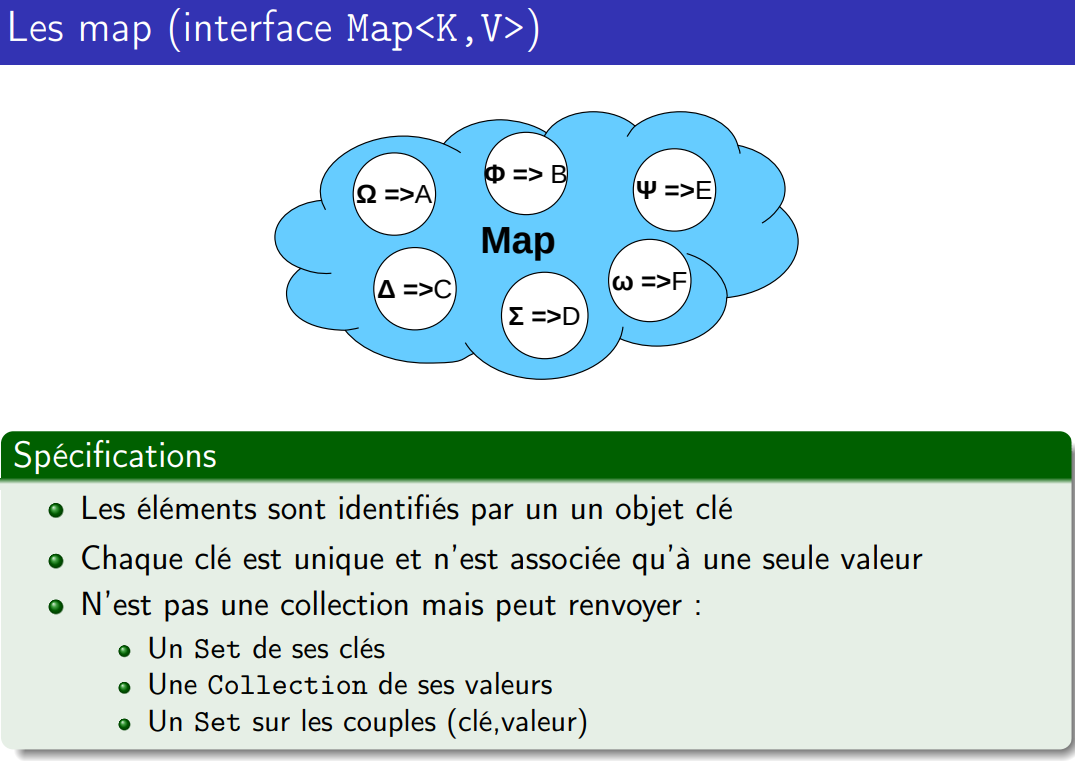 Les map (interface Map<K,V>)
Ω =>A
Φ => B
Ψ =>E
Map
Δ =>C
Σ =>D
ω =>F
Spécifications
Les éléments sont identifiés par un un objet clé
Chaque clé est unique et n'est associée qu'à une seule valeur
N'est pas une collection mais peut renvoyer :
Un Set de ses clés
Une Collection de ses valeurs
Un Set sur les couples (clé,valeur)